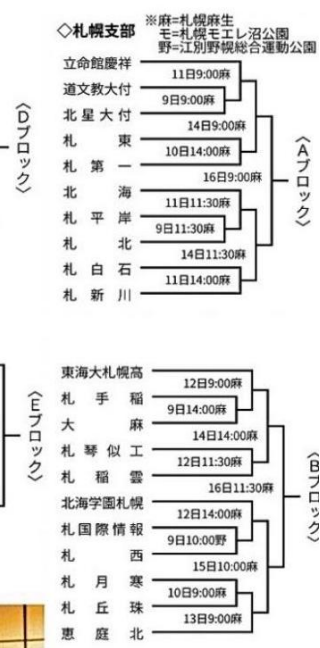 ◇札幌支部
※麻=札幌麻生
モ=札幌モエレ沼公園
野=江別野幌総合運動公園
〈Dブロック〉
立命館慶祥
11日9:00麻
道文教大付
9日9:00麻
北星大付
14日9:00麻
札東
10日14:00麻
札第一
16日9:00麻
〈Aブロック〉
北海
11日11:30麻
札平岸
9日11:30麻
札北
14日11:30麻
札白石
11日14:00麻
札新川
〈Eブロック〉
東海大札幌高
12日9:00麻
札手稲
9日14:00麻
大麻
14日14:00麻
札琴似工
12日11:30麻
札稲雲
16日11:30麻
〈Bブロック〉
北海学園札幌
12日14:00麻
札国際情報
9日10:00野
札西
15日10:00麻
札月寒
10日9:00麻
札丘珠
13日9:00麻
恵庭北